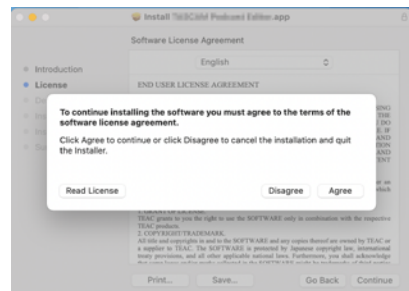 Install TASCAM Podcast Editor.app
Software License Agreement
English
Introduction
License
END USER LICENSE AGREEMENT
To continue installing the software you must agree to the terms of the
software license agreement.
Click Agree to continue or click Disagree to cancel the installation and quit
the Installer.
Read License
Disagree
Agree
TEAC grants to you the right to use the SOFTWARE only in combination with the respective
TEAC products.
2. COPYRIGHT/TRADEMARK.
All title and copyrights in and to the SOFTWARE and any copies thereof are owned by TEAC or
a supplier to TEAC. The SOFTWARE is protected by Japanese copyright law, international
treaty provisions, and all other applicable national laws. Furthermore, you shall acknowledge
Print...
Save...
Go Back
Continue